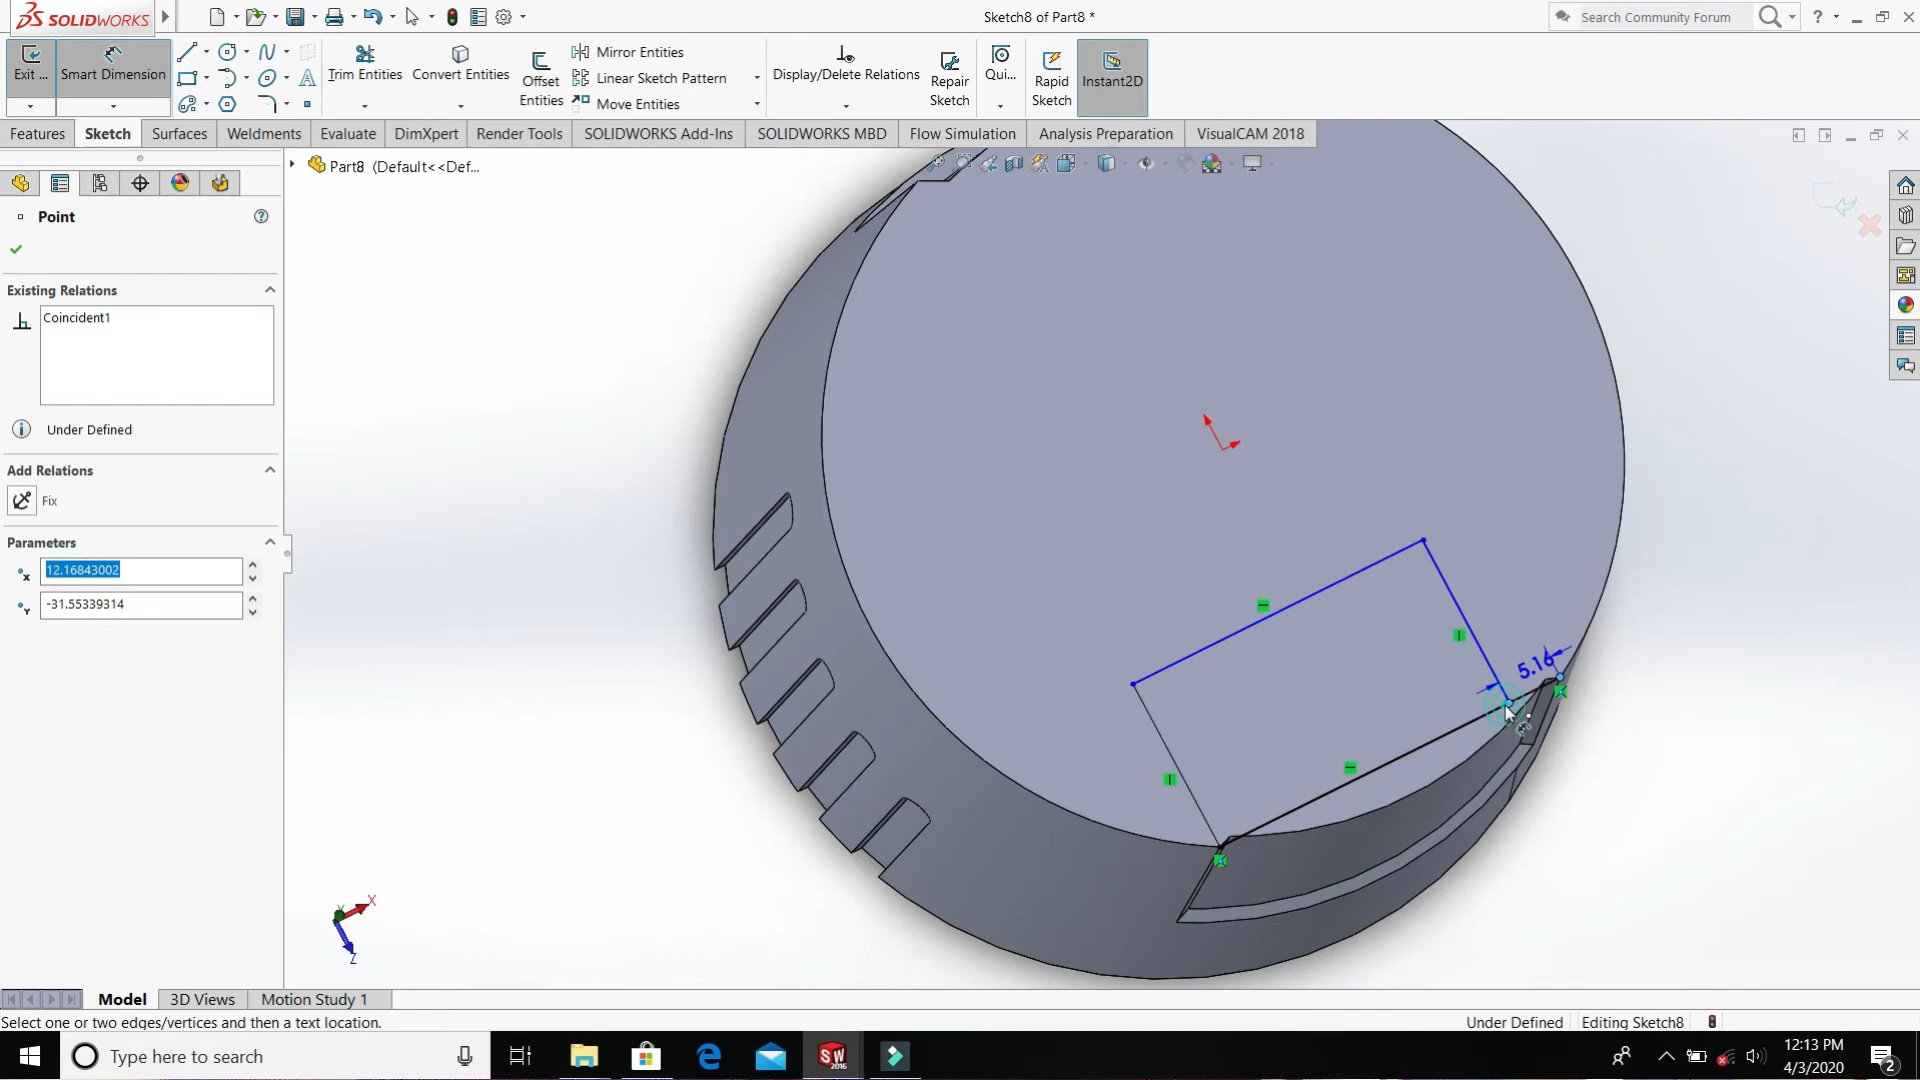 SOLIDWORKS
Sketch8 of Part8 *
Search Community Forum
?
Exit ...
Smart Dimension
Trim Entities
Convert Entities
Offset Entities
Mirror Entities
Linear Sketch Pattern
Move Entities
Display/Delete Relations
Repair Sketch
Qui...
Rapid Sketch
Instant2D
Features
Sketch
Surfaces
Weldments
Evaluate
DimXpert
Render Tools
SOLIDWORKS Add-Ins
SOLIDWORKS MBD
Flow Simulation
Analysis Preparation
VisualCAM 2018
Part8 (Default<<Def...
Point
?
Existing Relations
Coincident1
Under Defined
Add Relations
Fix
Parameters
X
12.16843002
Y
-31.55339314
5.16
X
Y
Z
Model
3D Views
Motion Study 1
Select one or two edges/vertices and then a text location.
Under Defined
Editing Sketch8
Type here to search
SW
2016
12:13 PM
4/3/2020
2